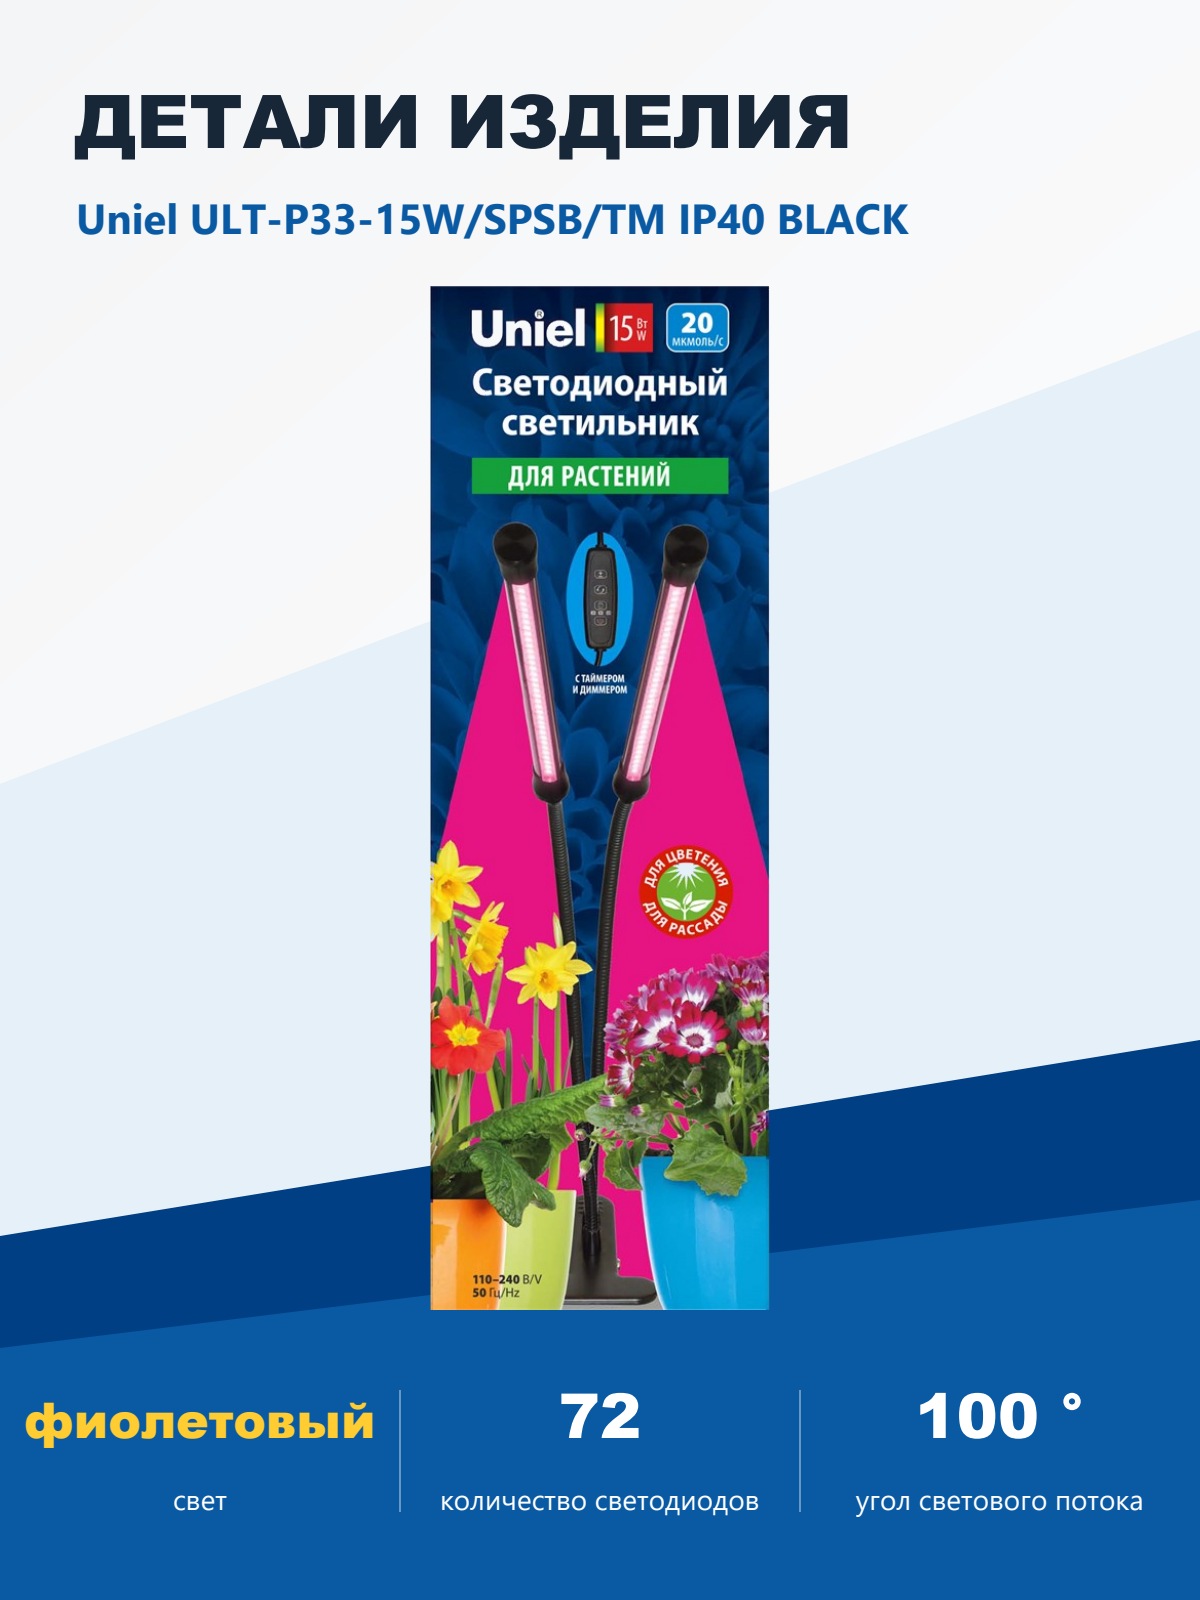 ДЕТАЛИ ИЗДЕЛИЯ
Uniel ULT-P33-15W/SPSB/TM IP40 BLACK
Uniel® 15 Вт W 20 мкмоль/с
Светодиодный
светильник
ДЛЯ РАСТЕНИЙ
С ТАЙМЕРОМ
И ДИММЕРОМ
ДЛЯ ЦВЕТЕНИЯ
ДЛЯ РАССАДЫ
110–240 В/V
50 Гц/Hz
фиолетовый
свет
72
количество светодиодов
100 °
угол светового потока